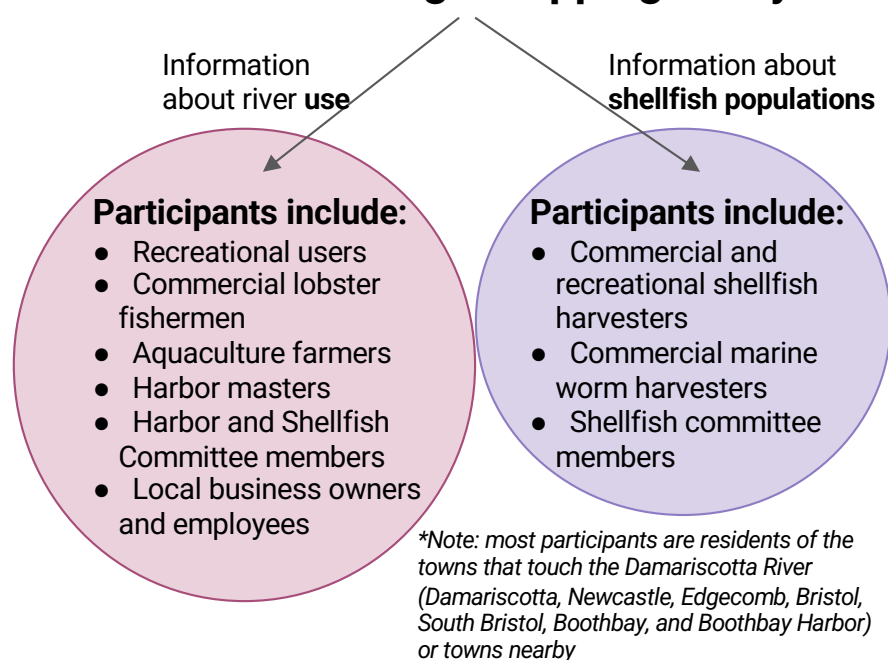 Information
about river use
Information about
shellfish populations
Participants include:
● Recreational users
● Commercial lobster
fishermen
● Aquaculture farmers
● Harbor masters
● Harbor and Shellfish
Committee members
● Local business owners
and employees
Participants include:
● Commercial and
recreational shellfish
harvesters
● Commercial marine
worm harvesters
● Shellfish committee
members
*Note: most participants are residents of the
towns that touch the Damariscotta River
(Damariscotta, Newcastle, Edgecomb, Bristol,
South Bristol, Boothbay, and Boothbay Harbor)
or towns nearby